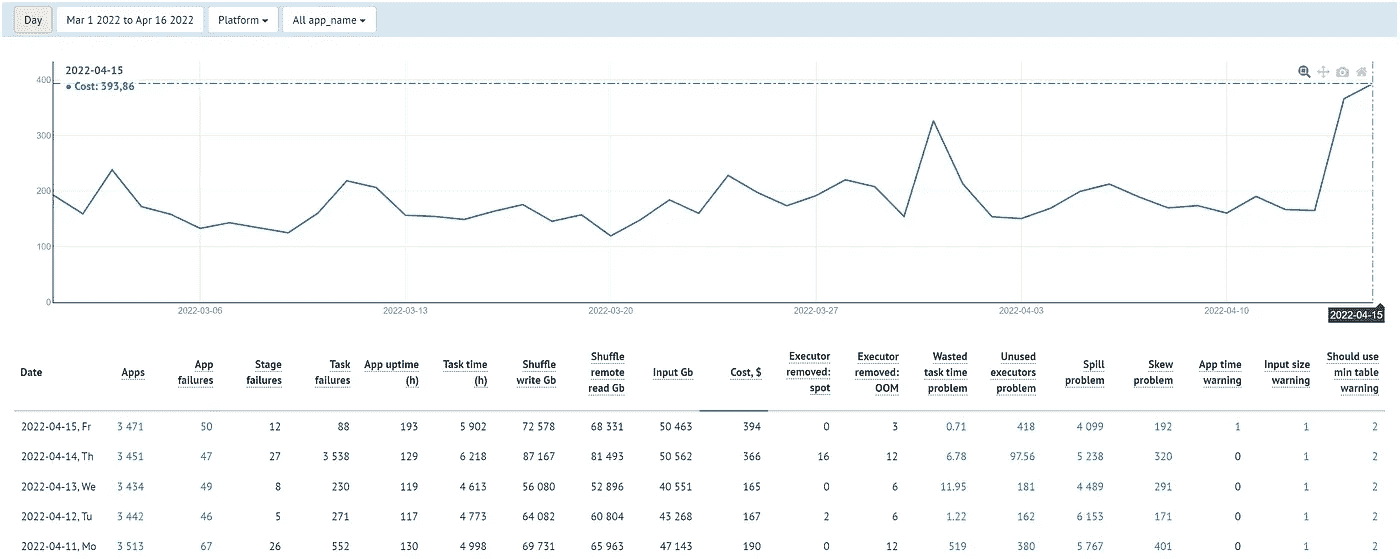 Day Mar 1 2022 to Apr 16 2022 Platform All app_name
2022-04-15
Cost: 393,86
400
300
200
100
0
2022-03-06 2022-03-13 2022-03-20 2022-03-27 2022-04-03 2022-04-10 2022-04-15
Date Apps App failures Stage failures Task failures App uptime (h) Task time (h) Shuffle write Gb Shuffle remote read Gb Input Gb Cost, $ Executor removed: spot Executor removed: OOM Wasted task time problem Unused executors problem Spill problem Skew problem App time warning Input size warning Should use min table warning
2022-04-15, Fr 3 471 50 12 88 193 5 902 72 578 68 331 50 463 394 0 3 0.71 418 4 099 192 1 1 2
2022-04-14, Th 3 451 47 27 3 538 129 6 218 87 167 81 493 50 562 366 16 12 6.78 97.56 5 238 320 0 1 2
2022-04-13, We 3 434 49 8 230 119 4 613 56 080 52 896 40 551 165 0 6 11.95 181 4 489 291 0 1 2
2022-04-12, Tu 3 442 46 5 271 117 4 773 64 082 60 804 43 268 167 2 6 1.22 162 6 153 171 0 1 2
2022-04-11, Mo 3 513 67 26 552 130 4 998 69 731 65 963 47 143 190 0 12 519 380 5 767 401 0 1 2